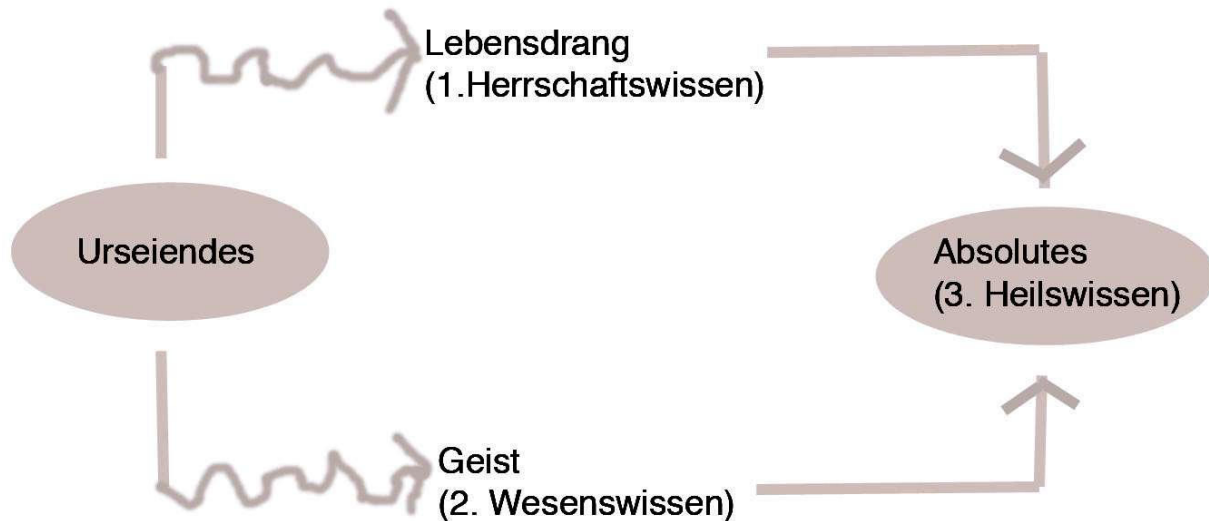 Lebensdrang
(1.Herrschaftswissen)
Urseiendes
Absolutes
(3. Heilswissen)
Geist
(2. Wesenswissen)